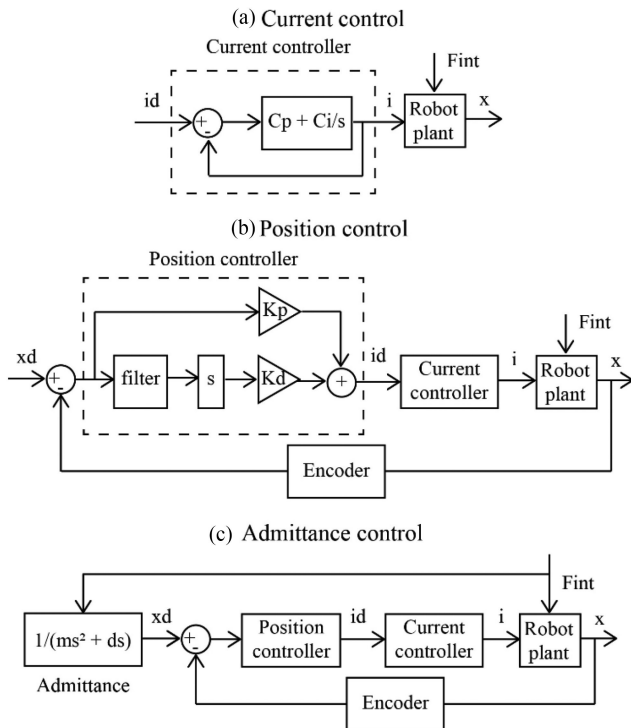 (a) Current control
Current controller
Fint
id
+
-
Cp + Ci/s
i
Robot
plant
x
(b) Position control
Position controller
Kp
Fint
xd
+
-
filter
s
Kd
+
id
Current
controller
i
Robot
plant
x
Encoder
(c) Admittance control
Fint
1/(ms² + ds)
xd
+
-
Position
controller
id
Current
controller
i
Robot
plant
x
Admittance
Encoder